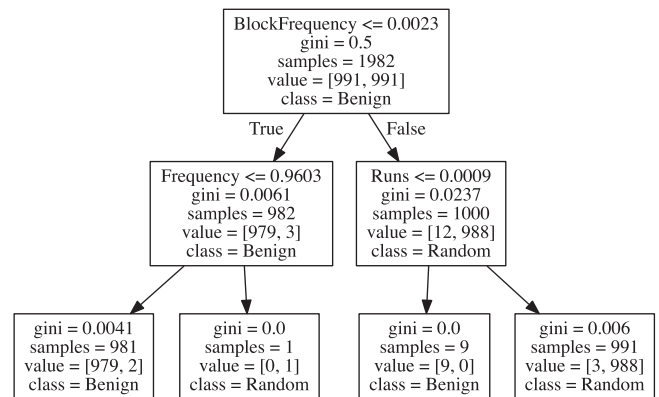 BlockFrequency <= 0.0023
gini = 0.5
samples = 1982
value = [991, 991]
class = Benign
True
False
Frequency <= 0.9603
gini = 0.0061
samples = 982
value = [979, 3]
class = Benign
Runs <= 0.0009
gini = 0.0237
samples = 1000
value = [12, 988]
class = Random
gini = 0.0041
samples = 981
value = [979, 2]
class = Benign
gini = 0.0
samples = 1
value = [0, 1]
class = Random
gini = 0.0
samples = 9
value = [9, 0]
class = Benign
gini = 0.006
samples = 991
value = [3, 988]
class = Random